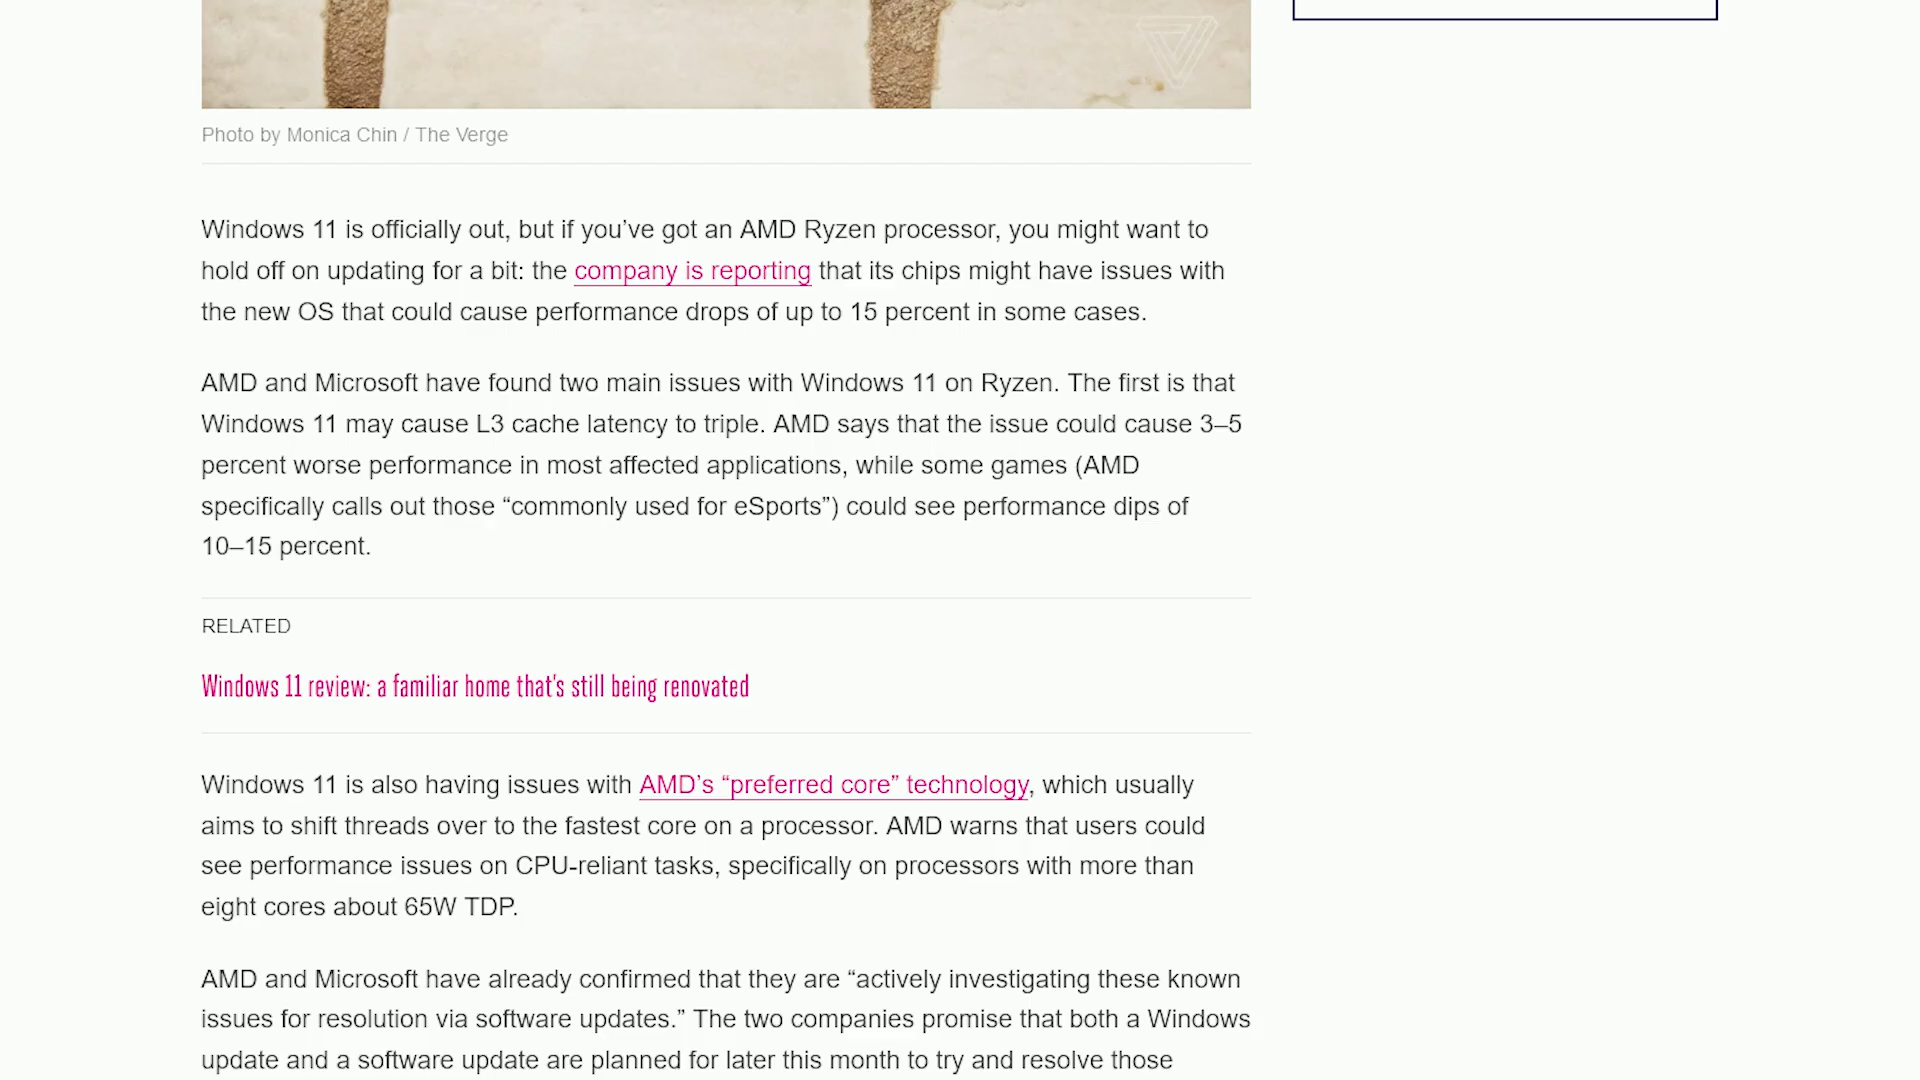 Photo by Monica Chin / The Verge
Windows 11 is officially out, but if you’ve got an AMD Ryzen processor, you might want to
hold off on updating for a bit: the company is reporting that its chips might have issues with
the new OS that could cause performance drops of up to 15 percent in some cases.
AMD and Microsoft have found two main issues with Windows 11 on Ryzen. The first is that
Windows 11 may cause L3 cache latency to triple. AMD says that the issue could cause 3–5
percent worse performance in most affected applications, while some games (AMD
specifically calls out those “commonly used for eSports”) could see performance dips of
10–15 percent.
RELATED
Windows 11 review: a familiar home that's still being renovated
Windows 11 is also having issues with AMD’s “preferred core” technology, which usually
aims to shift threads over to the fastest core on a processor. AMD warns that users could
see performance issues on CPU-reliant tasks, specifically on processors with more than
eight cores about 65W TDP.
AMD and Microsoft have already confirmed that they are “actively investigating these known
issues for resolution via software updates.” The two companies promise that both a Windows
update and a software update are planned for later this month to try and resolve those